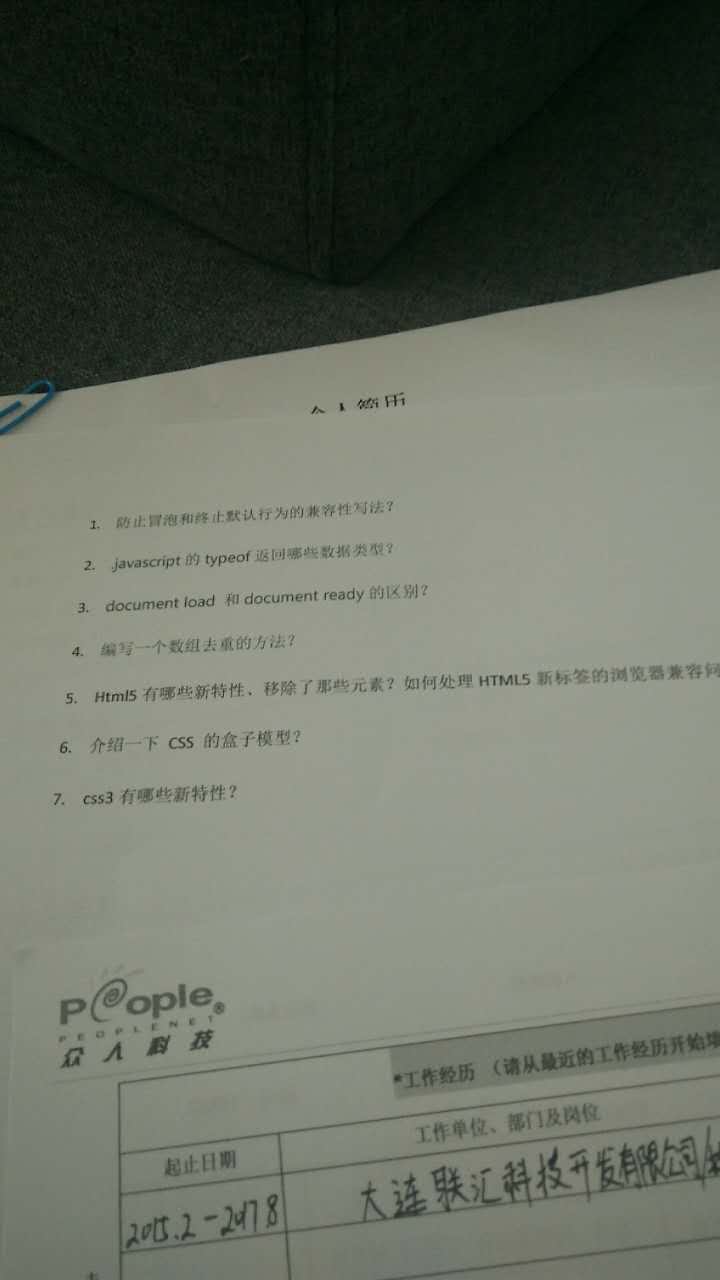 个人简历
1. 防止冒泡和终止默认行为的兼容性写法？
2. .javascript 的 typeof 返回哪些数据类型？
3. document load 和 document ready 的区别？
4. 编写一个数组去重的方法？
5. Html5 有哪些新特性、移除了那些元素？如何处理 HTML5 新标签的浏览器兼容问
6. 介绍一下 CSS 的盒子模型？
7. css3 有哪些新特性？
People®
PEOPLENET
众人科技
*工作经历 （请从最近的工作经历开始填
起止日期 工作单位、部门及岗位
2015.2-2017.8 大连联汇科技开发有限公司/